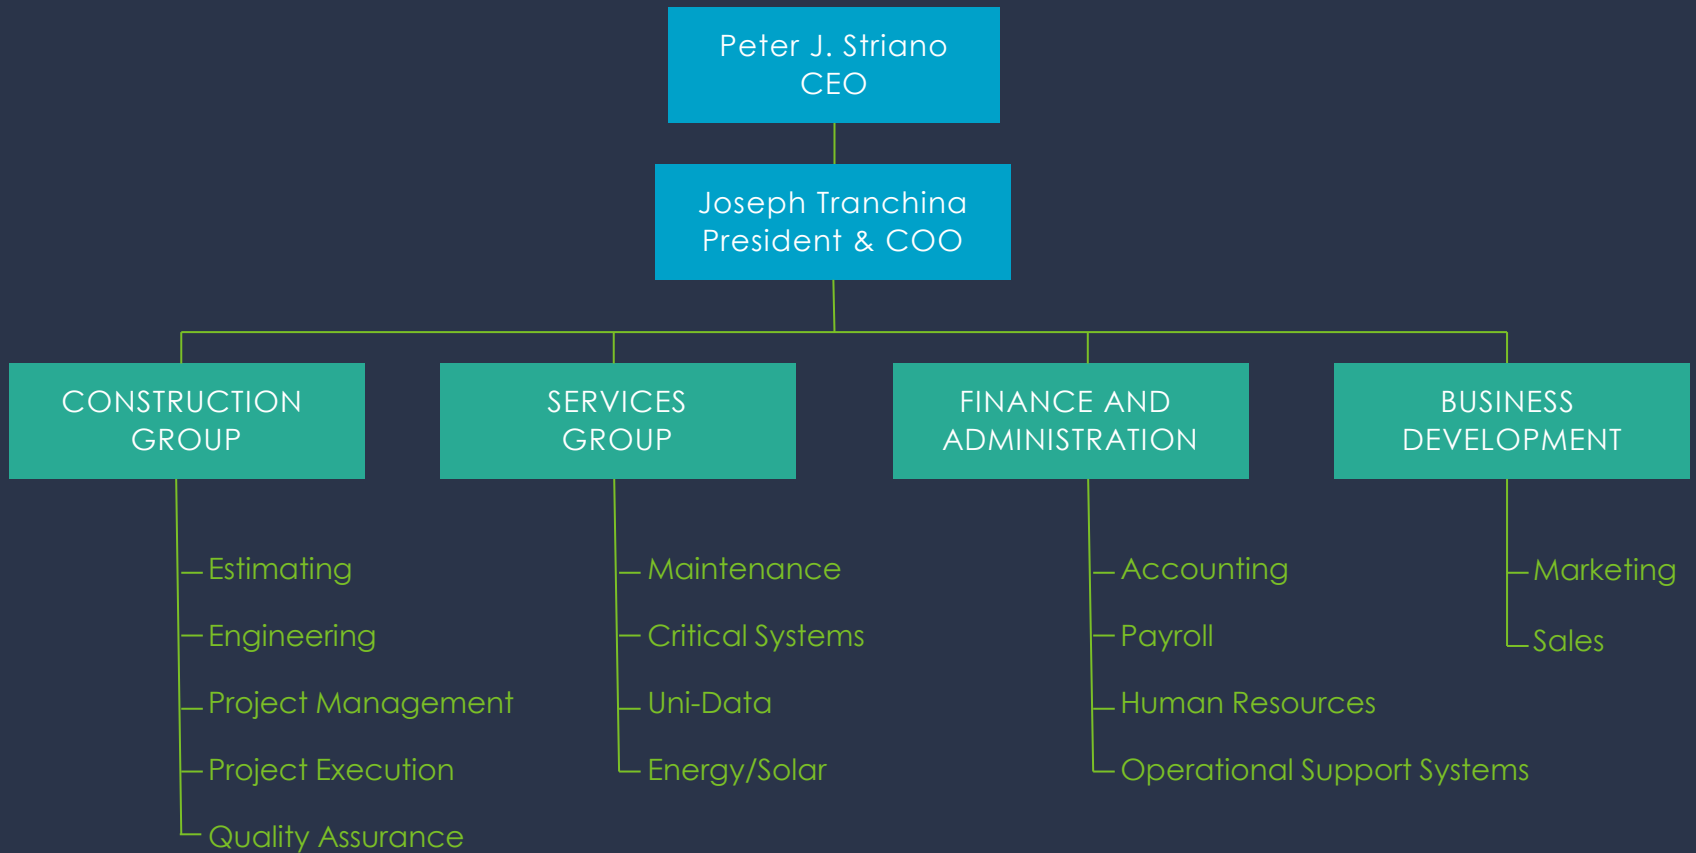 Peter J. Striano
CEO
Joseph Tranchina
President & COO
CONSTRUCTION
GROUP
Estimating
Engineering
Project Management
Project Execution
Quality Assurance
SERVICES
GROUP
Maintenance
Critical Systems
Uni-Data
Energy/Solar
FINANCE AND
ADMINISTRATION
Accounting
Payroll
Human Resources
Operational Support Systems
BUSINESS
DEVELOPMENT
Marketing
Sales